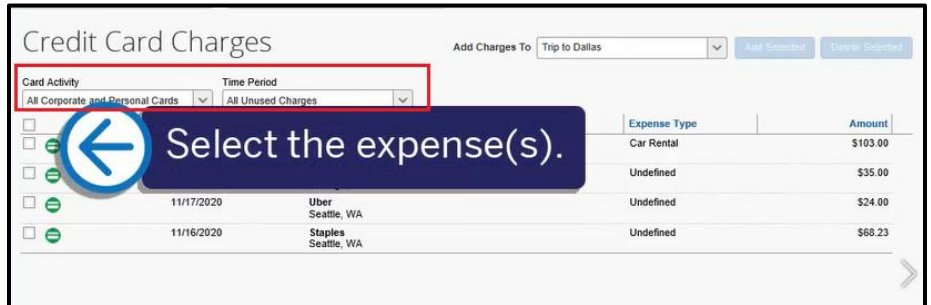 Credit Card Charges
Add Charges To Trip to Dallas Add Selected Delete Selected
Card Activity Time Period
All Corporate and Personal Cards All Unused Charges
Select the expense(s).
Expense Type Amount
Car Rental $103.00
Undefined $35.00
11/17/2020 Uber Undefined $24.00
Seattle, WA
11/16/2020 Staples Undefined $68.23
Seattle, WA